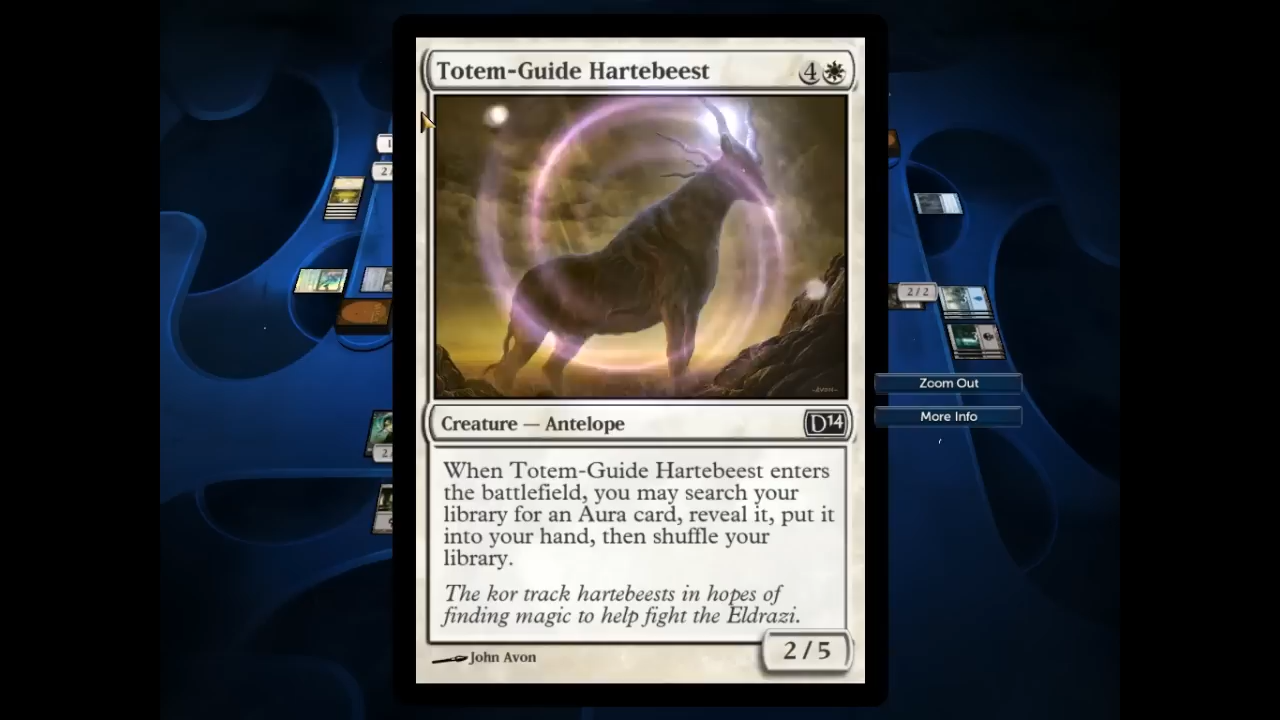 Totem-Guide Hartebeest 4
Creature — Antelope D14
When Totem-Guide Hartebeest enters
the battlefield, you may search your
library for an Aura card, reveal it, put it
into your hand, then shuffle your
library.
The kor track hartebeests in hopes of
finding magic to help fight the Eldrazi.
2/5
John Avon
2/2
Zoom Out
More Info